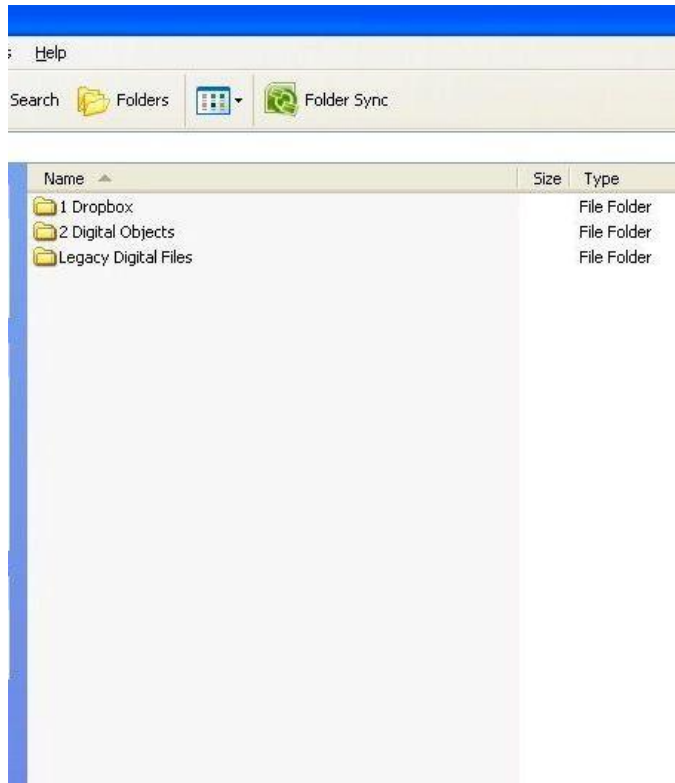 Help
Search Folders Folder Sync
Name Size Type
1 Dropbox File Folder
2 Digital Objects File Folder
Legacy Digital Files File Folder